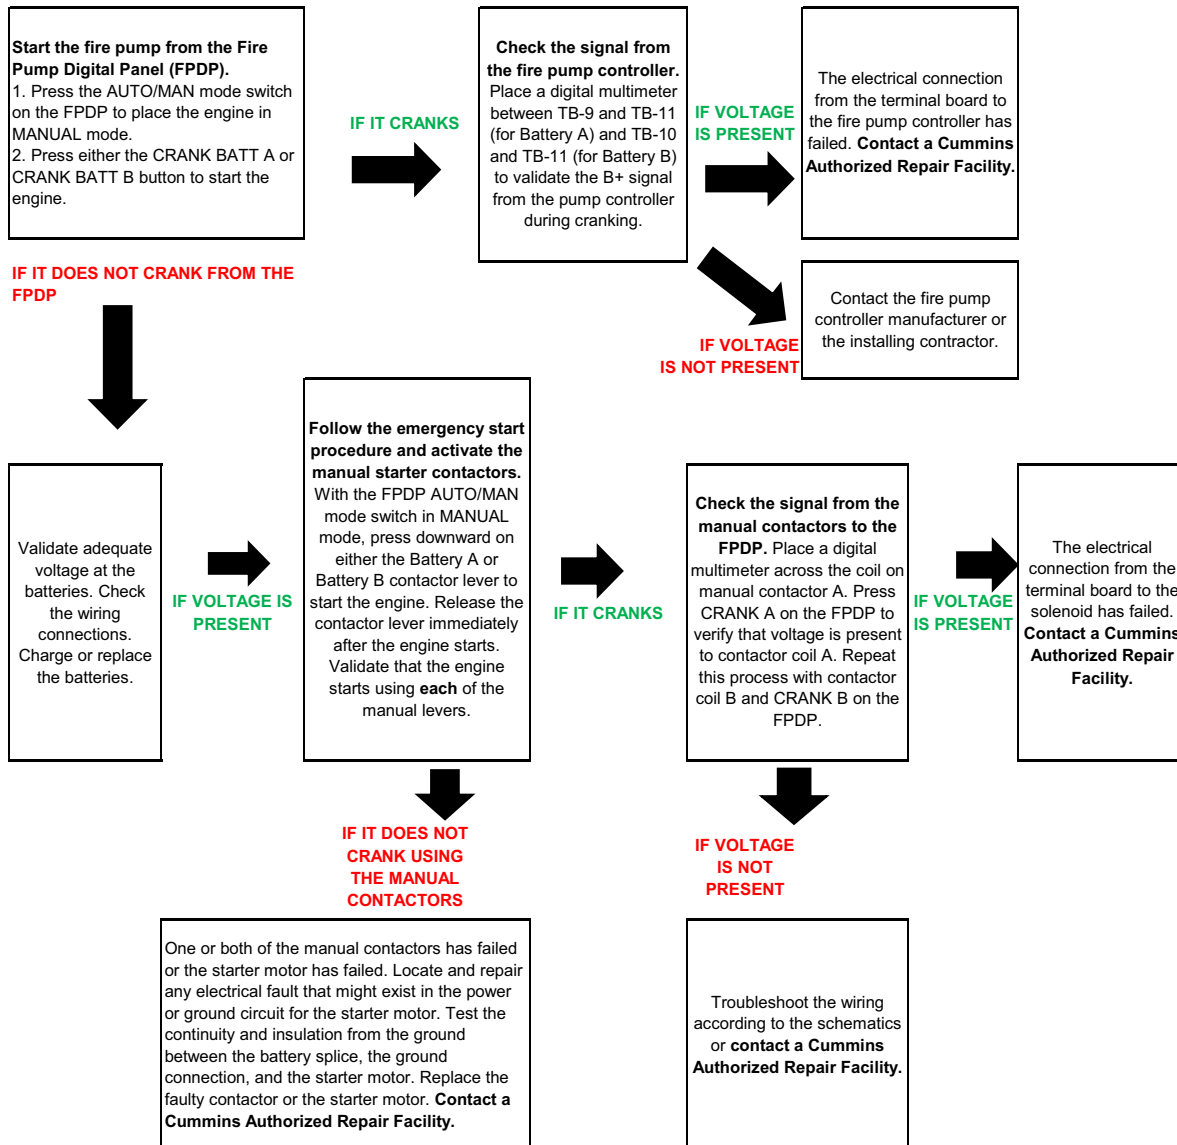 Start the fire pump from the Fire
Pump Digital Panel (FPDP).
1. Press the AUTO/MAN mode switch
on the FPDP to place the engine in
MANUAL mode.
2. Press either the CRANK BATT A or
CRANK BATT B button to start the
engine.
IF IT CRANKS
Check the signal from
the fire pump controller.
Place a digital multimeter
between TB-9 and TB-11
(for Battery A) and TB-10
and TB-11 (for Battery B)
to validate the B+ signal
from the pump controller
during cranking.
IF VOLTAGE
IS PRESENT
The electrical connection
from the terminal board to
the fire pump controller has
failed. Contact a Cummins
Authorized Repair Facility.
IF IT DOES NOT CRANK FROM THE
FPDP
IF VOLTAGE
IS NOT PRESENT
Contact the fire pump
controller manufacturer or
the installing contractor.
Validate adequate
voltage at the
batteries. Check
the wiring
connections.
Charge or replace
the batteries.
IF VOLTAGE IS
PRESENT
Follow the emergency start
procedure and activate the
manual starter contactors.
With the FPDP AUTO/MAN
mode switch in MANUAL
mode, press downward on
either the Battery A or
Battery B contactor lever to
start the engine. Release the
contactor lever immediately
after the engine starts.
Validate that the engine
starts using each of the
manual levers.
IF IT CRANKS
Check the signal from the
manual contactors to the
FPDP. Place a digital
multimeter across the coil on
manual contactor A. Press
CRANK A on the FPDP to
verify that voltage is present
to contactor coil A. Repeat
this process with contactor
coil B and CRANK B on the
FPDP.
IF VOLTAGE
IS PRESENT
The electrical
connection from the
terminal board to the
solenoid has failed.
Contact a Cummins
Authorized Repair
Facility.
IF IT DOES NOT
CRANK USING
THE MANUAL
CONTACTORS
IF VOLTAGE
IS NOT
PRESENT
One or both of the manual contactors has failed
or the starter motor has failed. Locate and repair
any electrical fault that might exist in the power
or ground circuit for the starter motor. Test the
continuity and insulation from the ground
between the battery splice, the ground
connection, and the starter motor. Replace the
faulty contactor or the starter motor. Contact a
Cummins Authorized Repair Facility.
Troubleshoot the wiring
according to the schematics
or contact a Cummins
Authorized Repair Facility.